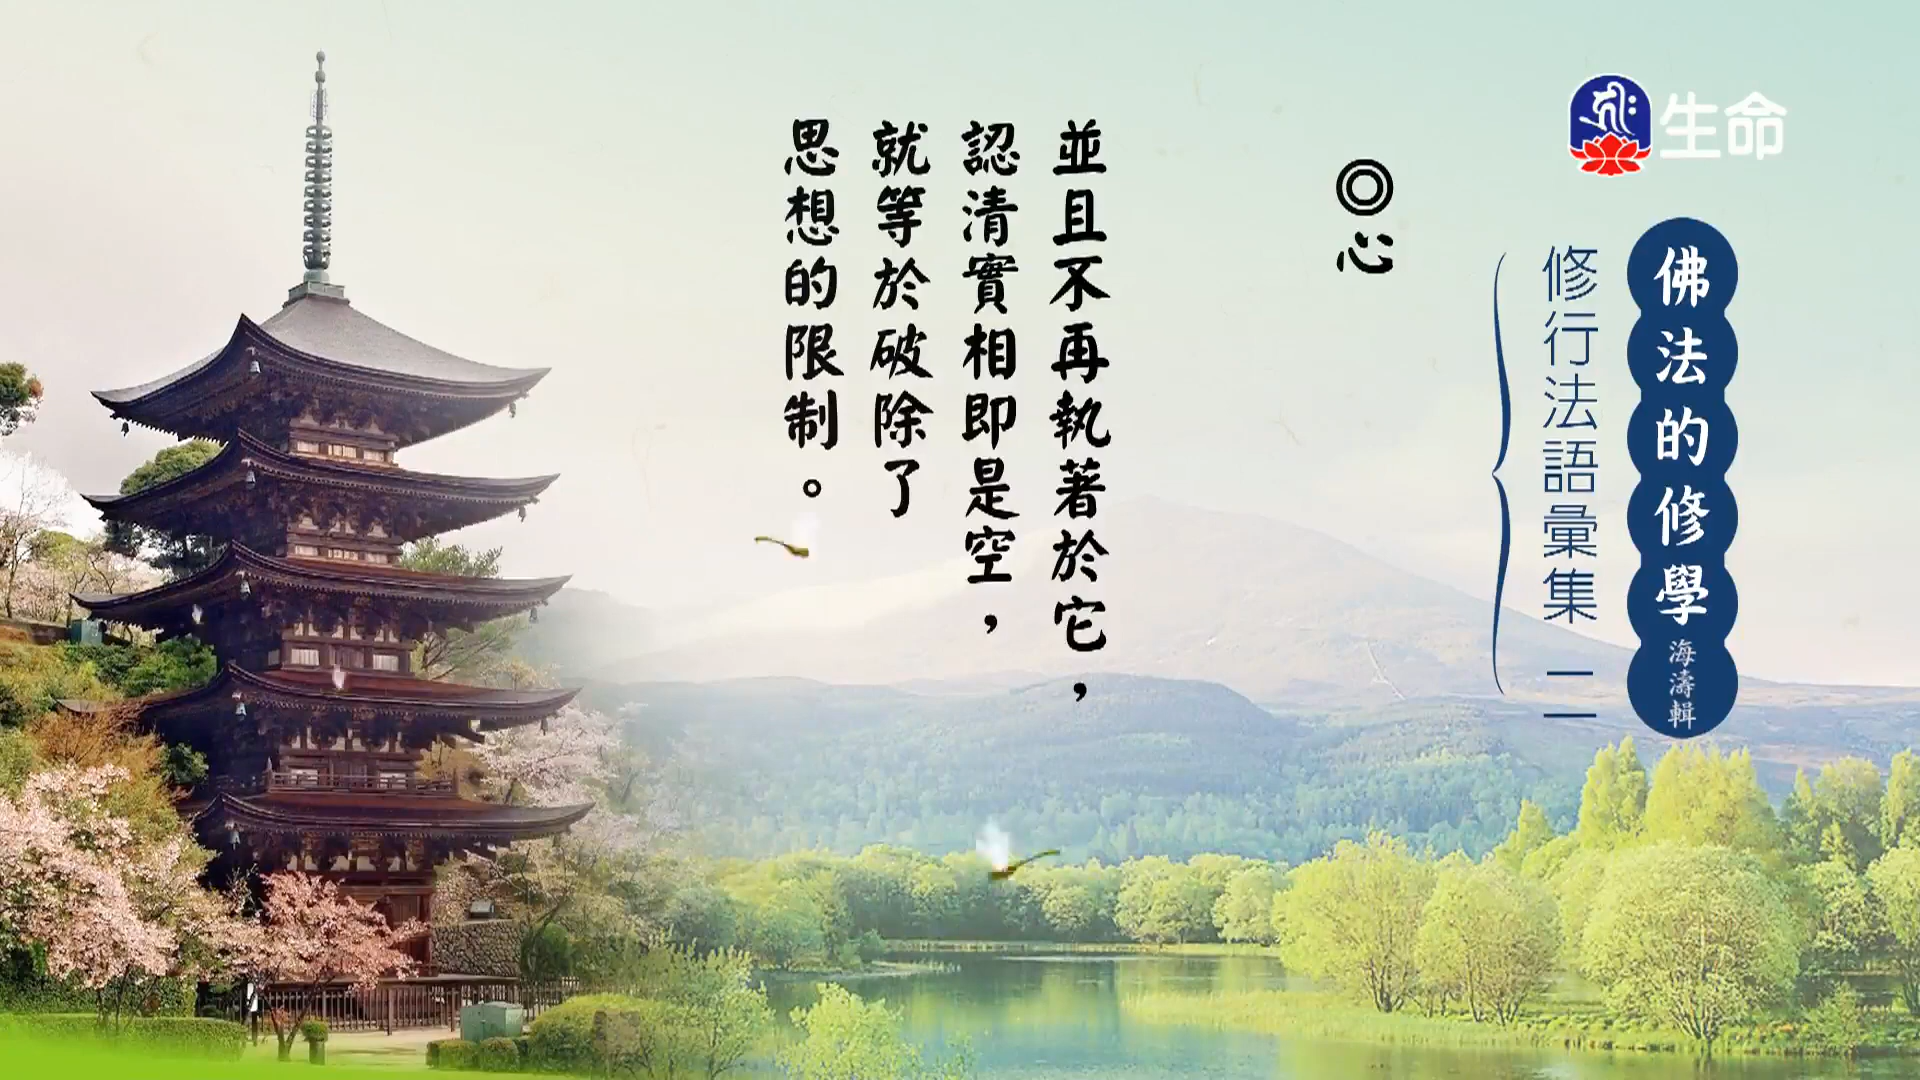 生命
佛法的修學
海濤輯
修行法語彙集 二
◎心
並且不再執著於它，
認清實相即是空，
就等於破除了
思想的限制。